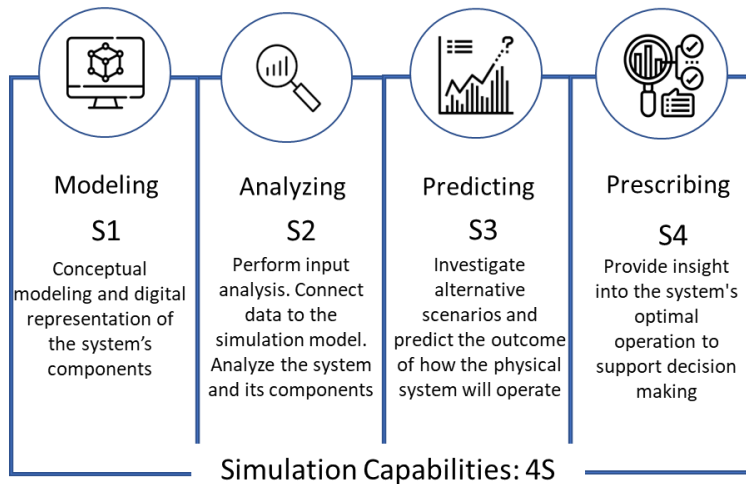 Modeling
S1
Conceptual
modeling and digital
representation of
the system's
components
Analyzing
S2
Perform input
analysis. Connect
data to the
simulation model.
Analyze the system
and its components
Predicting
S3
Investigate
alternative
scenarios and
predict the outcome
of how the physical
system will operate
Prescribing
S4
Provide insight
into the system's
optimal
operation to
support decision
making
Simulation Capabilities: 4S